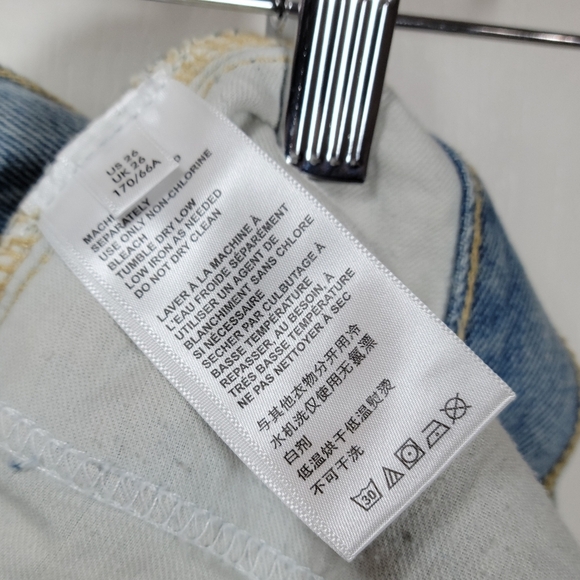 US 26
UK 26
170/66A
MACH
SEPARATELY
USE ONLY NON-CHLORINE
BLEACH
TUMBLE DRY LOW
LOW IRON AS NEEDED
DO NOT DRY CLEAN
LAVER À LA MACHINE À
L'EAU FROIDE SÉPARÉMENT
UTILISER UN AGENT DE
BLANCHIMENT SANS CHLORE
SI NÉCESSAIRE
SÉCHER PAR CULBUTAGE À
BASSE TEMPÉRATURE
REPASSER, AU BESOIN, À
TRÈS BASSE TEMPÉRATURE
NE PAS NETTOYER À SEC
与其他衣物分开用冷
水机洗仅使用无氯漂
白剂
低温烘干低温熨烫
不可干洗
30